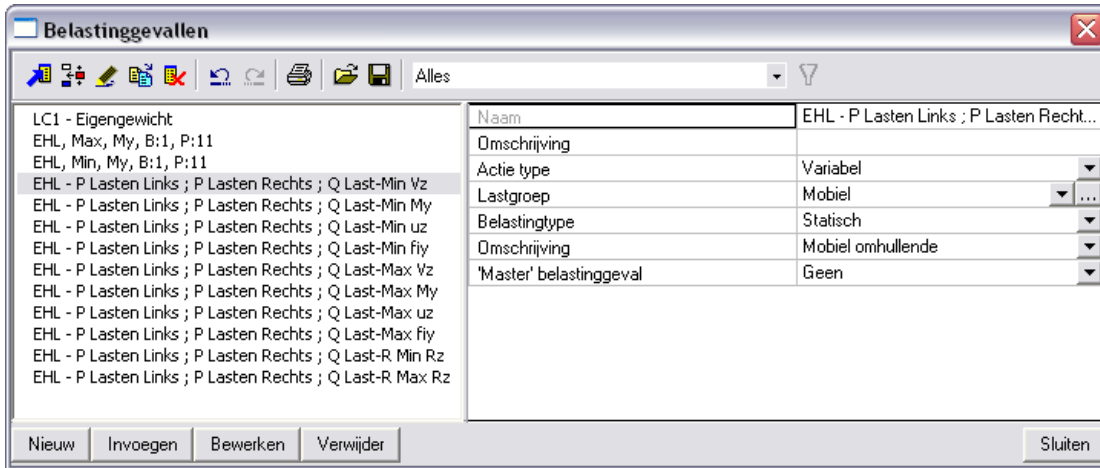 Belastinggevallen
Alles
LC1 - Eigengewicht
EHL, Max, My, B:1, P:11
EHL, Min, My, B:1, P:11
EHL - P Lasten Links ; P Lasten Rechts ; Q Last-Min Vz
EHL - P Lasten Links ; P Lasten Rechts ; Q Last-Min My
EHL - P Lasten Links ; P Lasten Rechts ; Q Last-Min uz
EHL - P Lasten Links ; P Lasten Rechts ; Q Last-Min fiy
EHL - P Lasten Links ; P Lasten Rechts ; Q Last-Max Vz
EHL - P Lasten Links ; P Lasten Rechts ; Q Last-Max My
EHL - P Lasten Links ; P Lasten Rechts ; Q Last-Max uz
EHL - P Lasten Links ; P Lasten Rechts ; Q Last-Max fiy
EHL - P Lasten Links ; P Lasten Rechts ; Q Last-R Min Rz
EHL - P Lasten Links ; P Lasten Rechts ; Q Last-R Max Rz
Naam EHL - P Lasten Links ; P Lasten Recht...
Omschrijving
Actie type Variabel
Lastgroep Mobiel ...
Belastingtype Statisch
Omschrijving Mobiel omhullende
'Master' belastinggeval Geen
Nieuw Invoegen Bewerken Verwijder Sluiten